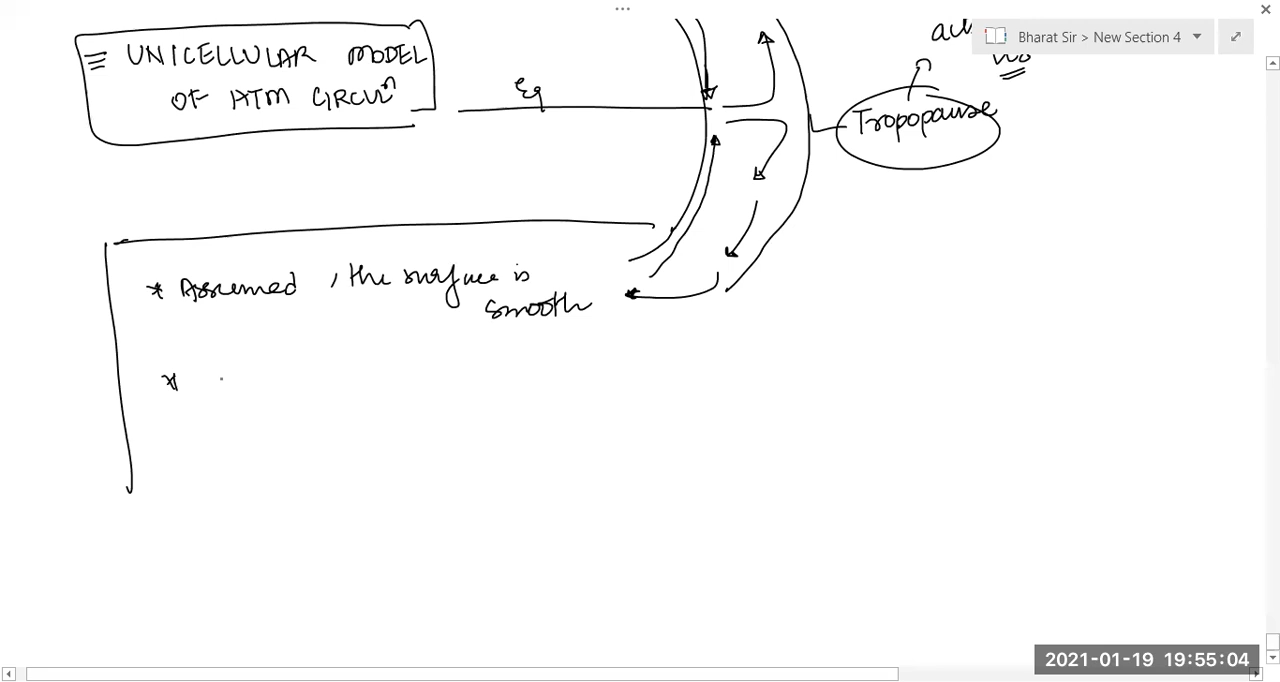 UNICELLULAR MODEL
OF ATM CIRCULn
Eq
Tropopause
Bharat Sir > New Section 4
* Assumed, the surface is
smooth
*
2021-01-19 19:55:04